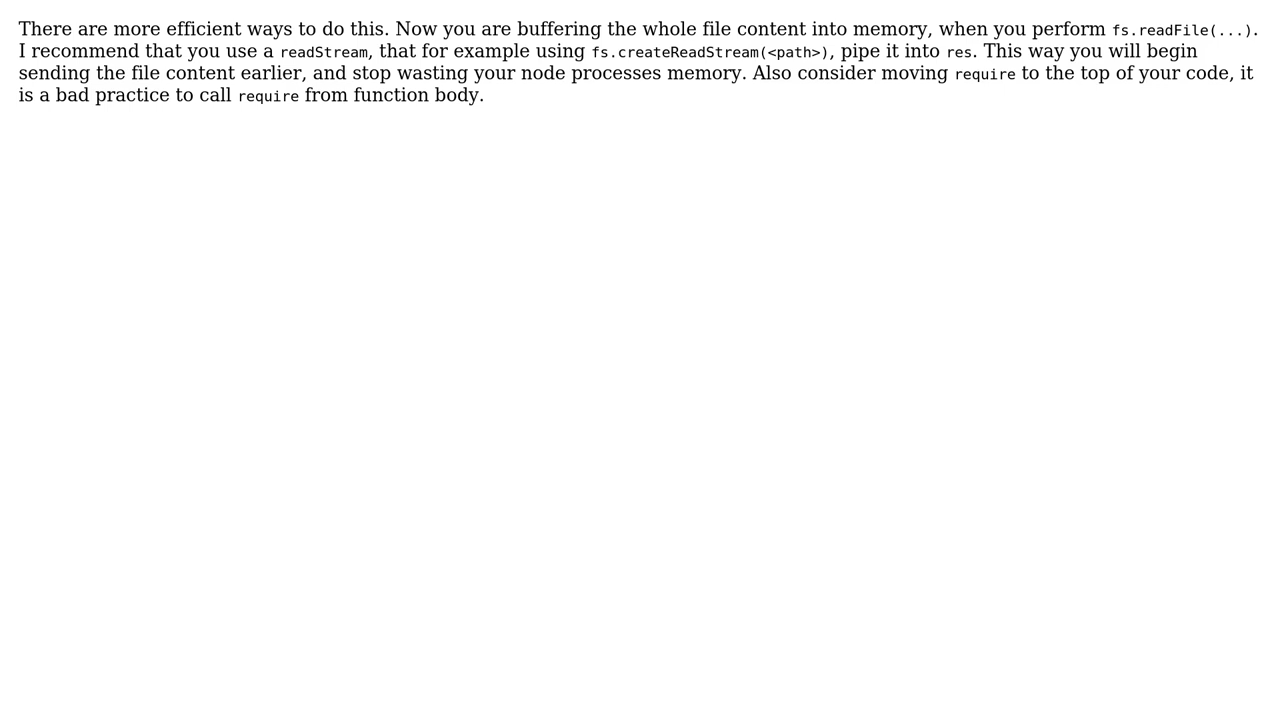 There are more efficient ways to do this. Now you are buffering the whole file content into memory, when you perform fs.readFile(...).
I recommend that you use a readStream, that for example using fs.createReadStream(<path>), pipe it into res. This way you will begin
sending the file content earlier, and stop wasting your node processes memory. Also consider moving require to the top of your code, it
is a bad practice to call require from function body.